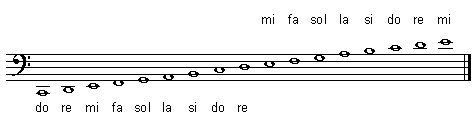 mi fa sol la si do re mi
do re mi fa sol la si do re